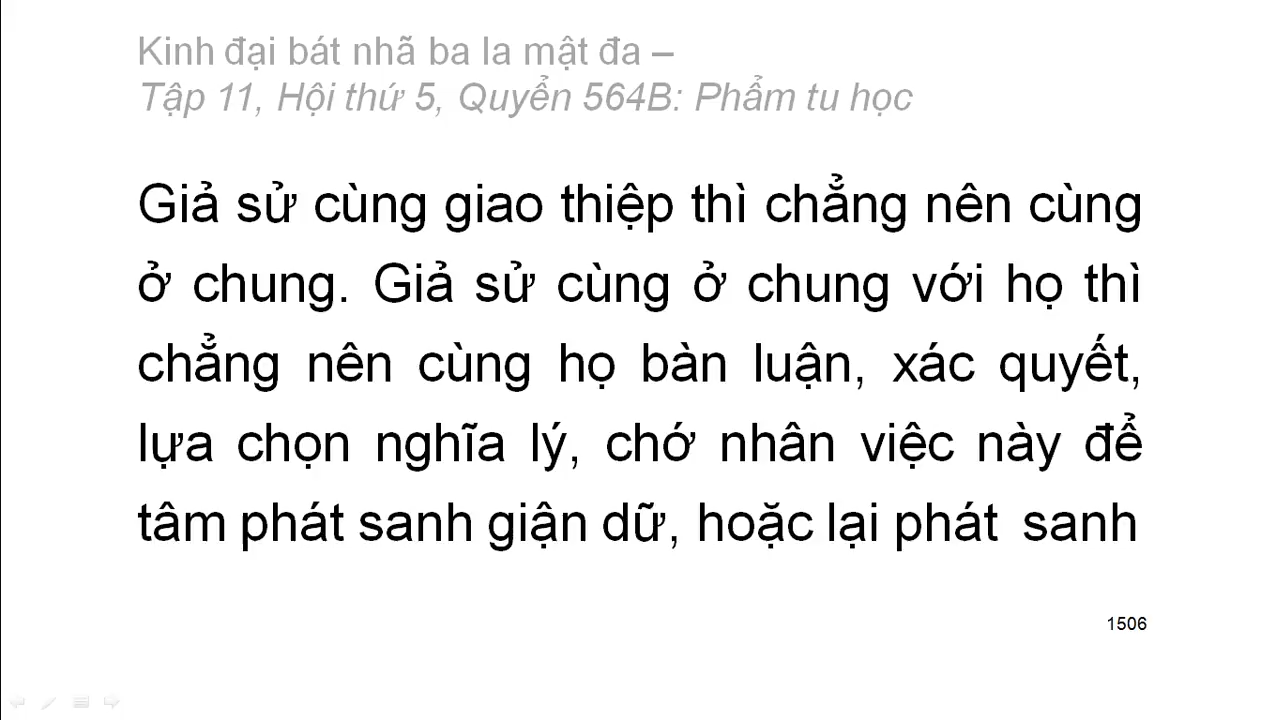 Kinh đại bát nhã ba la mật đa –
Tập 11, Hội thứ 5, Quyển 564B: Phẩm tu học
Giả sử cùng giao thiệp thì chẳng nên cùng
ở chung. Giả sử cùng ở chung với họ thì
chẳng nên cùng họ bàn luận, xác quyết,
lựa chọn nghĩa lý, chớ nhân việc này để
tâm phát sanh giận dữ, hoặc lại phát sanh
1506